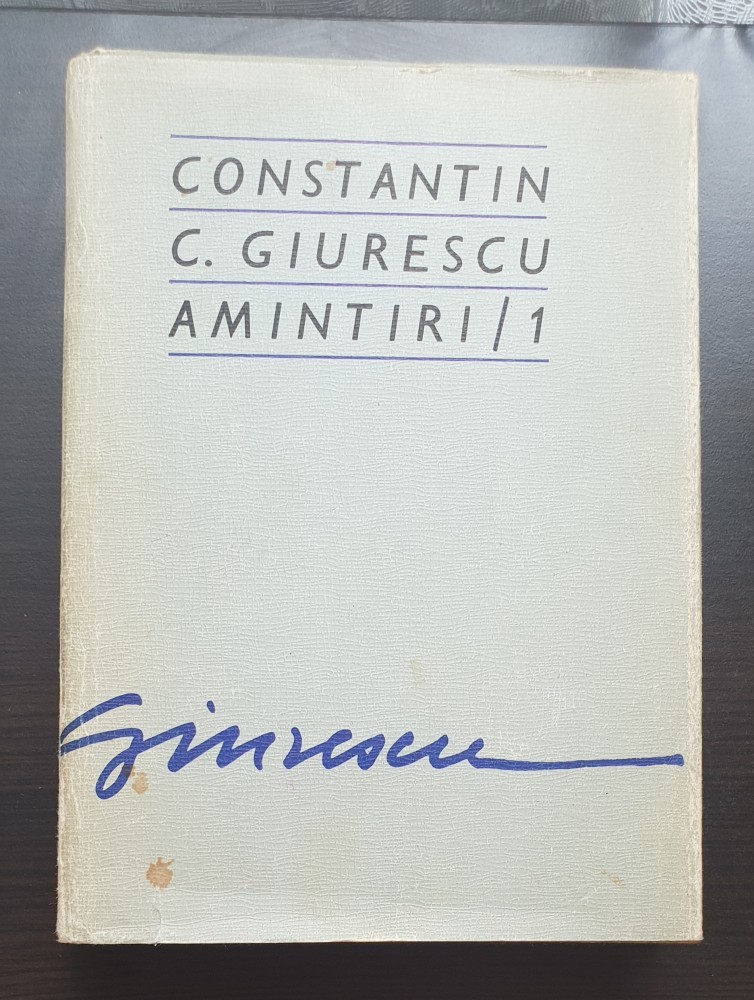 CONSTANTIN
C. GIURESCU
AMINTIRI/1
Giurescu